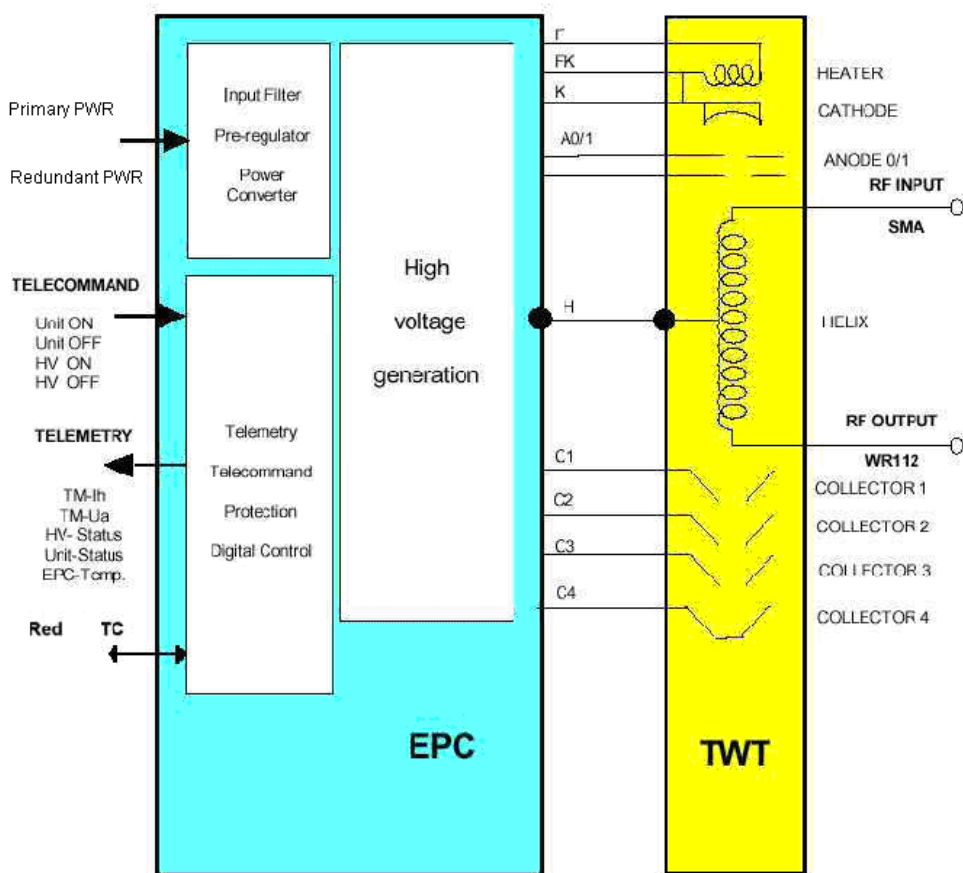 Primary PWR
Redundant PWR
TELECOMMAND
Unit ON
Unit OFF
HV ON
HV OFF
TELEMETRY
TM-Ih
TM-Ua
HV- Status
Unit-Status
EPC-Temp.
Red TC
Input Filter
Pre-regulator
Power
Converter
Telemetry
Telecommand
Protection
Digital Control
High
voltage
generation
EPC
FK
K
A0/1
H
C1
C2
C3
C4
TWT
HEATER
CATHODE
ANODE 0/1
RF INPUT
SMA
HELIX
RF OUTPUT
WR112
COLLECTOR 1
COLLECTOR 2
COLLECTOR 3
COLLECTOR 4